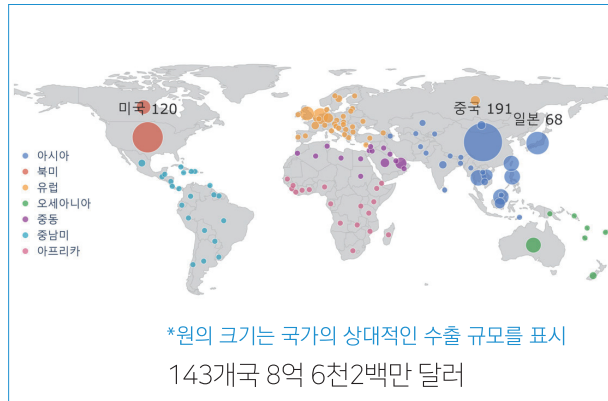 미국 120
중국 191
일본 68
아시아
북미
유럽
오세아니아
중동
중남미
아프리카
*원의 크기는 국가의 상대적인 수출 규모를 표시
143개국 8억 6천2백만 달러